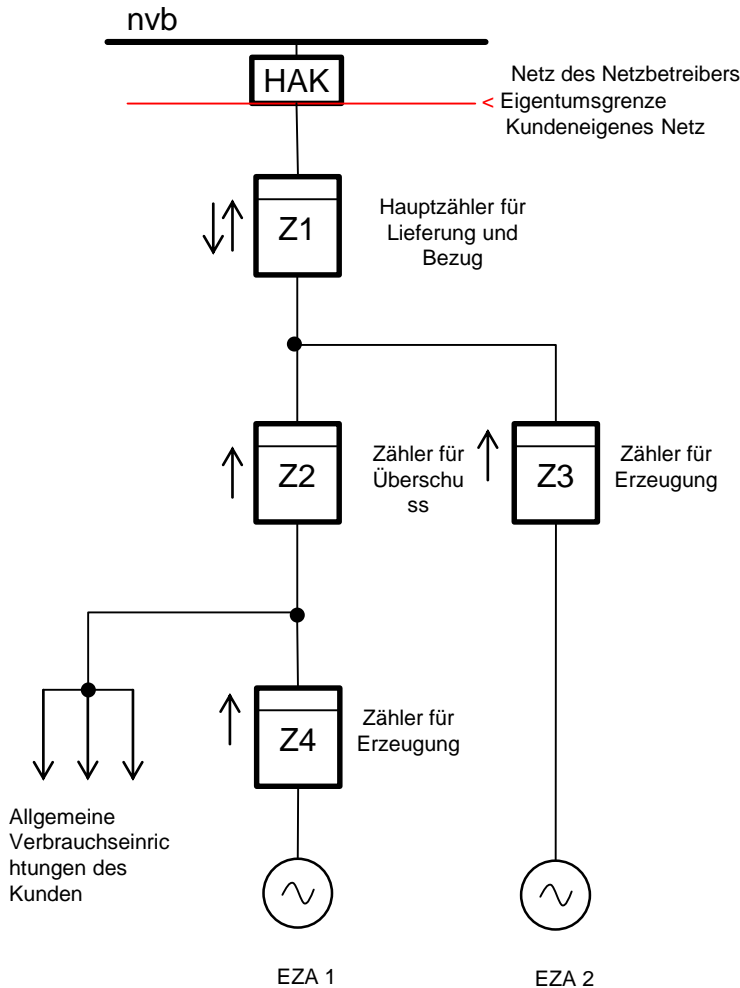 nvb
HAK
Netz des Netzbetreibers
< Eigentumsgrenze
Kundeneigenes Netz
Z1
Hauptzähler für
Lieferung und
Bezug
Z2
Zähler für
Überschu
ss
Z3
Zähler für
Erzeugung
Z4
Zähler für
Erzeugung
Allgemeine
Verbrauchseinric
htungen des
Kunden
EZA 1
EZA 2